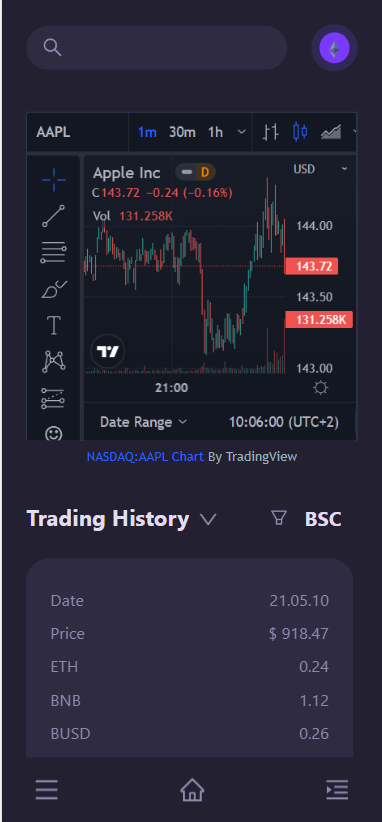 AAPL 1m 30m 1h
Apple Inc D USD
C143.72 −0.24 (−0.16%)
Vol 131.258K
144.00
143.72
143.50
131.258K
143.00
21:00
Date Range 10:06:00 (UTC+2)
NASDAQ:AAPL Chart By TradingView
Trading History BSC
Date 21.05.10
Price $ 918.47
ETH 0.24
BNB 1.12
BUSD 0.26